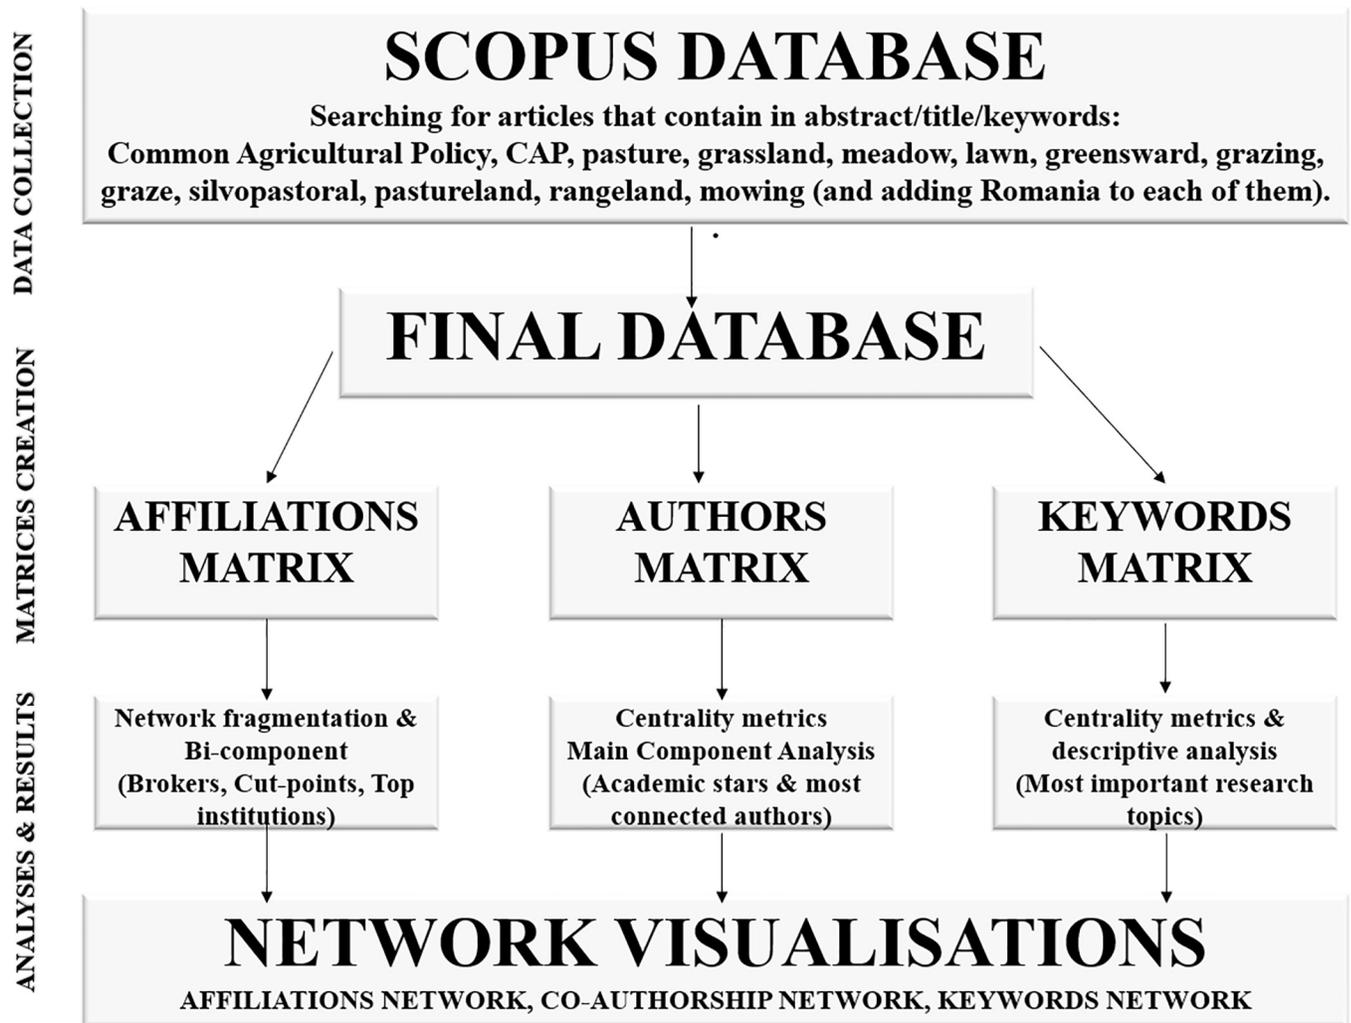 DATA COLLECTION
SCOPUS DATABASE
Searching for articles that contain in abstract/title/keywords:
Common Agricultural Policy, CAP, pasture, grassland, meadow, lawn, greensward, grazing,
graze, silvopastoral, pastureland, rangeland, mowing (and adding Romania to each of them).
.
FINAL DATABASE
MATRICES CREATION
AFFILIATIONS
MATRIX
AUTHORS
MATRIX
KEYWORDS
MATRIX
ANALYSES & RESULTS
Network fragmentation &
Bi-component
(Brokers, Cut-points, Top
institutions)
Centrality metrics
Main Component Analysis
(Academic stars & most
connected authors)
Centrality metrics &
descriptive analysis
(Most important research
topics)
NETWORK VISUALISATIONS
AFFILIATIONS NETWORK, CO-AUTHORSHIP NETWORK, KEYWORDS NETWORK